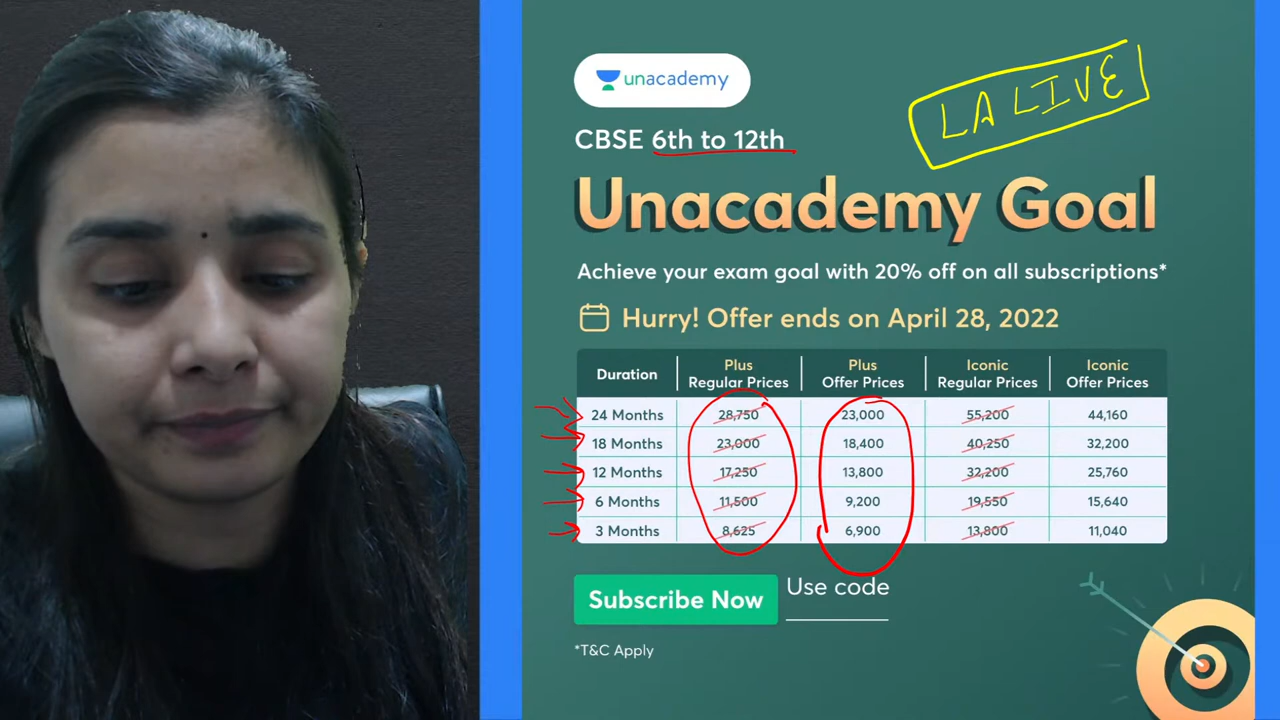 unacademy
LA LIVE
CBSE 6th to 12th
Unacademy Goal
Achieve your exam goal with 20% off on all subscriptions*
Hurry! Offer ends on April 28, 2022
Duration Plus Regular Prices Plus Offer Prices Iconic Regular Prices Iconic Offer Prices
24 Months 28,750 23,000 55,200 44,160
18 Months 23,000 18,400 40,250 32,200
12 Months 17,250 13,800 32,200 25,760
6 Months 11,500 9,200 19,550 15,640
3 Months 8,625 6,900 13,800 11,040
Subscribe Now Use code
*T&C Apply